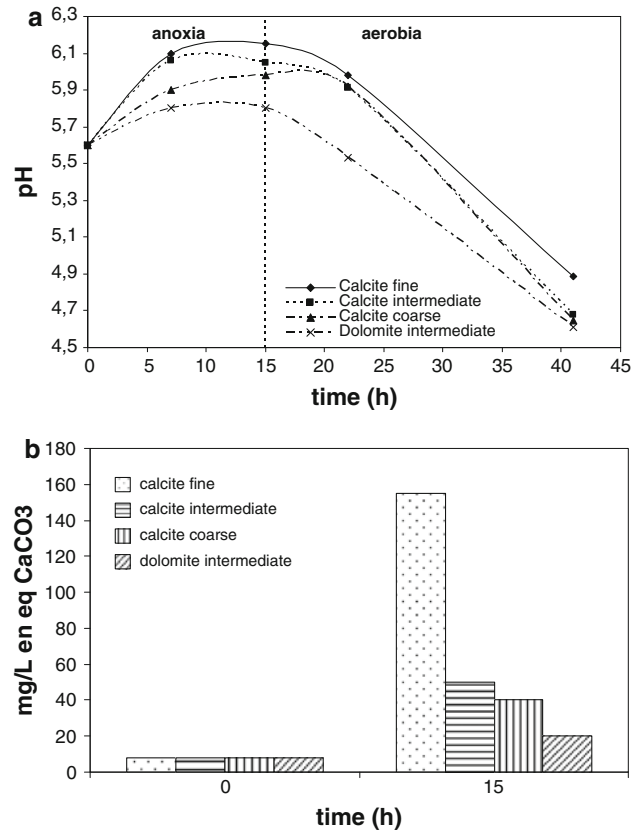 a
anoxia aerobia
6,3
6,1
5,9
5,7
5,5
5,3
5,1
4,9
4,7
4,5
pH
Calcite fine
Calcite intermediate
Calcite coarse
Dolomite intermediate
0 5 10 15 20 25 30 35 40 45
time (h)
b
180
160
140
120
100
80
60
40
20
0
mg/L en eq CaCO3
calcite fine
calcite intermediate
calcite coarse
dolomite intermediate
0 15
time (h)